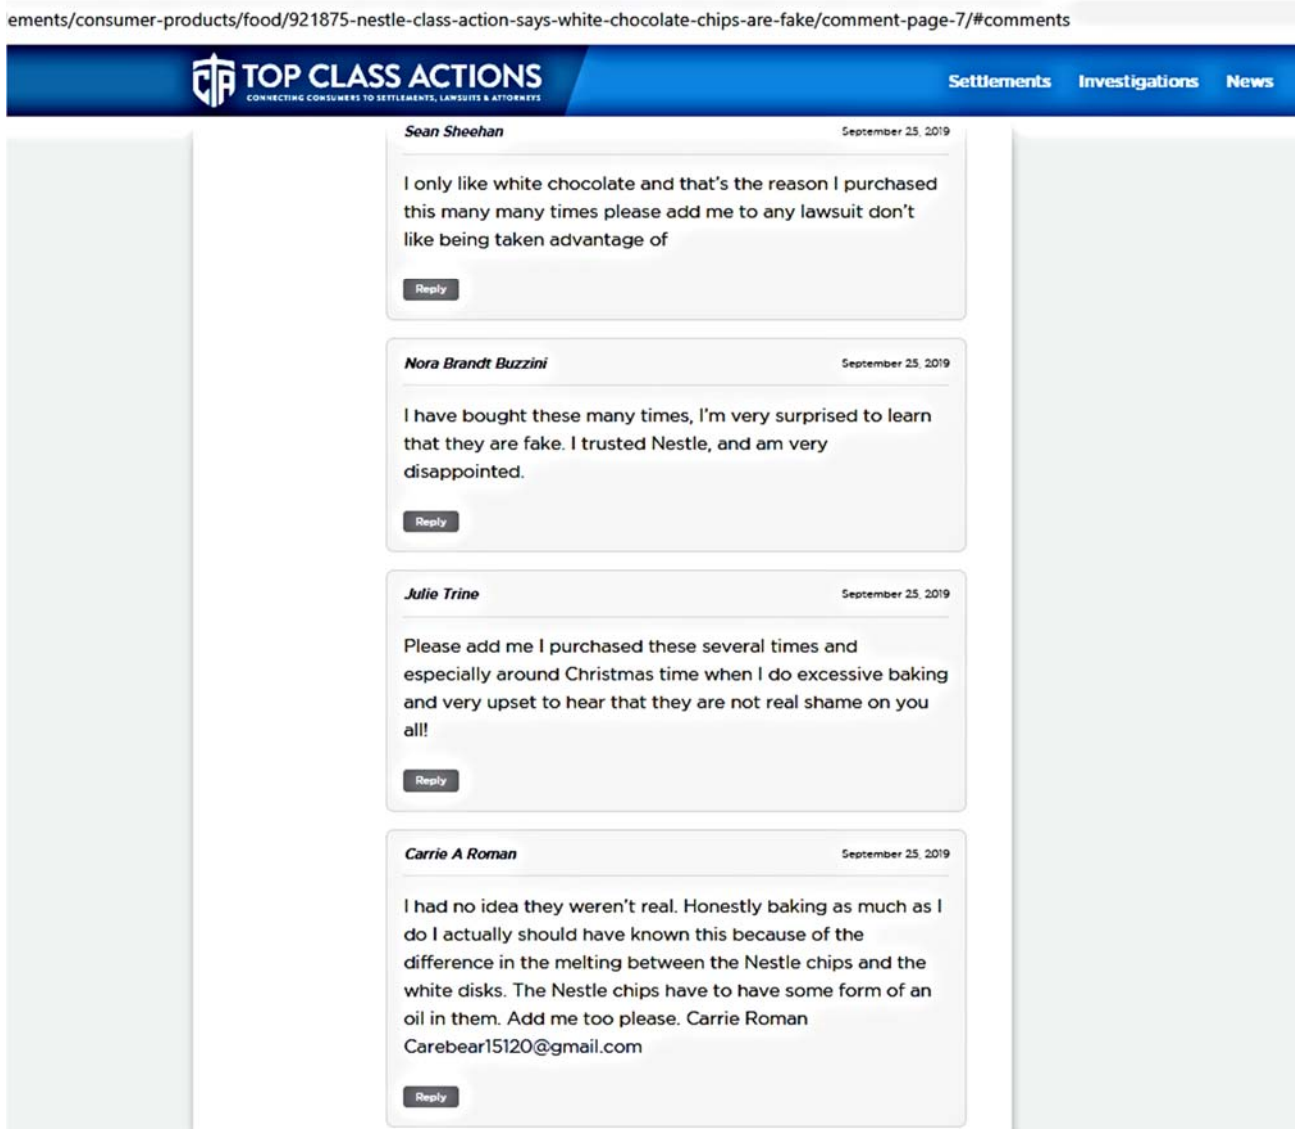 ements/consumer-products/food/921875-nestle-class-action-says-white-chocolate-chips-are-fake/comment-page-7/#comments
TOP CLASS ACTIONS
CONNECTING CONSUMERS TO SETTLEMENTS, LAWSUITS & ATTORNEYS
Settlements Investigations News
Sean Sheehan September 25, 2019
I only like white chocolate and that's the reason I purchased
this many many times please add me to any lawsuit don't
like being taken advantage of
Reply
Nora Brandt Buzzini September 25, 2019
I have bought these many times, I'm very surprised to learn
that they are fake. I trusted Nestle, and am very
disappointed.
Reply
Julie Trine September 25, 2019
Please add me I purchased these several times and
especially around Christmas time when I do excessive baking
and very upset to hear that they are not real shame on you
all!
Reply
Carrie A Roman September 25, 2019
I had no idea they weren't real. Honestly baking as much as I
do I actually should have known this because of the
difference in the melting between the Nestle chips and the
white disks. The Nestle chips have to have some form of an
oil in them. Add me too please. Carrie Roman
Carebear15120@gmail.com
Reply